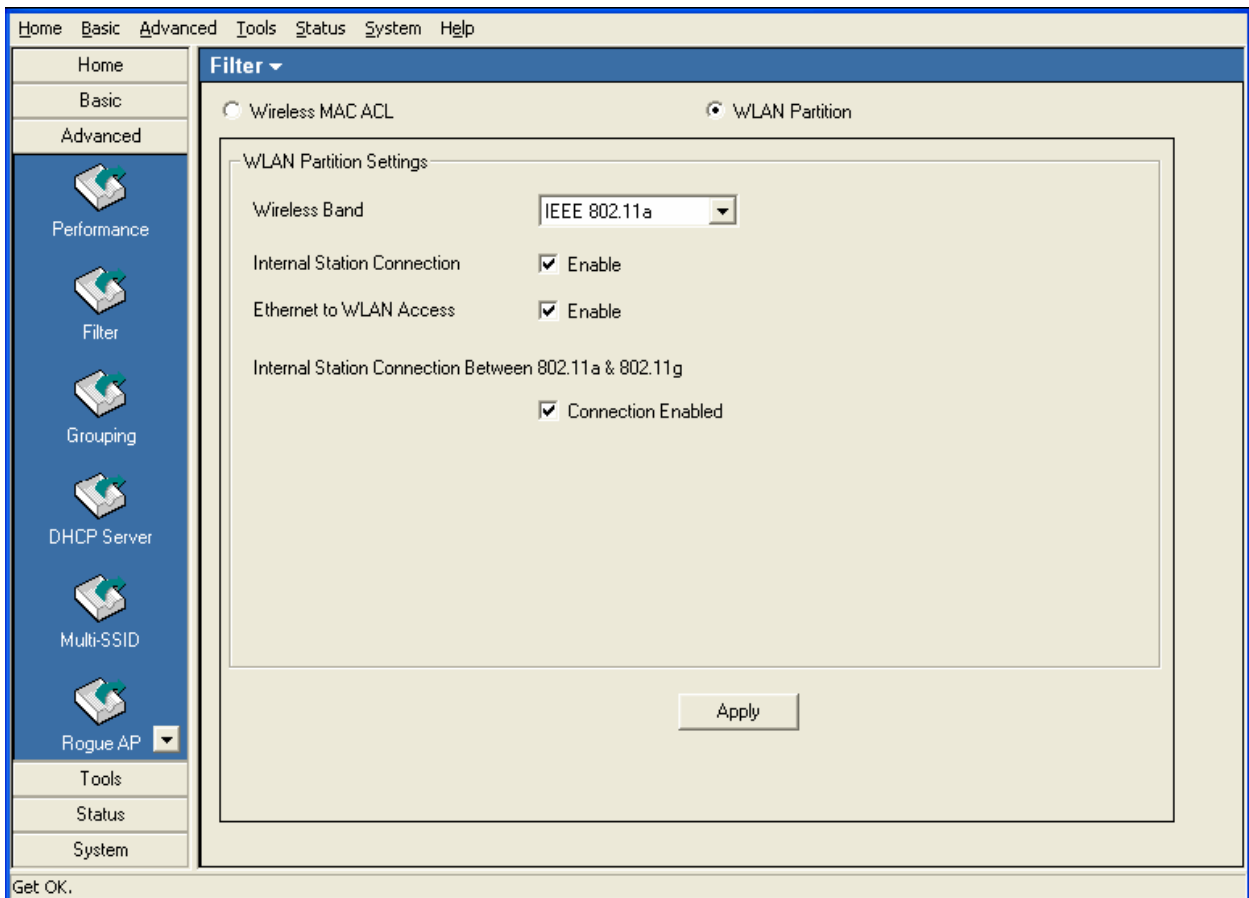 Home Basic Advanced Tools Status System Help
Home
Basic
Advanced
Performance
Filter
Grouping
DHCP Server
Multi-SSID
Rogue AP
Tools
Status
System
Filter
Wireless MAC ACL
WLAN Partition
WLAN Partition Settings
Wireless Band
IEEE 802.11a
Internal Station Connection
Enable
Ethernet to WLAN Access
Enable
Internal Station Connection Between 802.11a & 802.11g
Connection Enabled
Apply
Get OK.